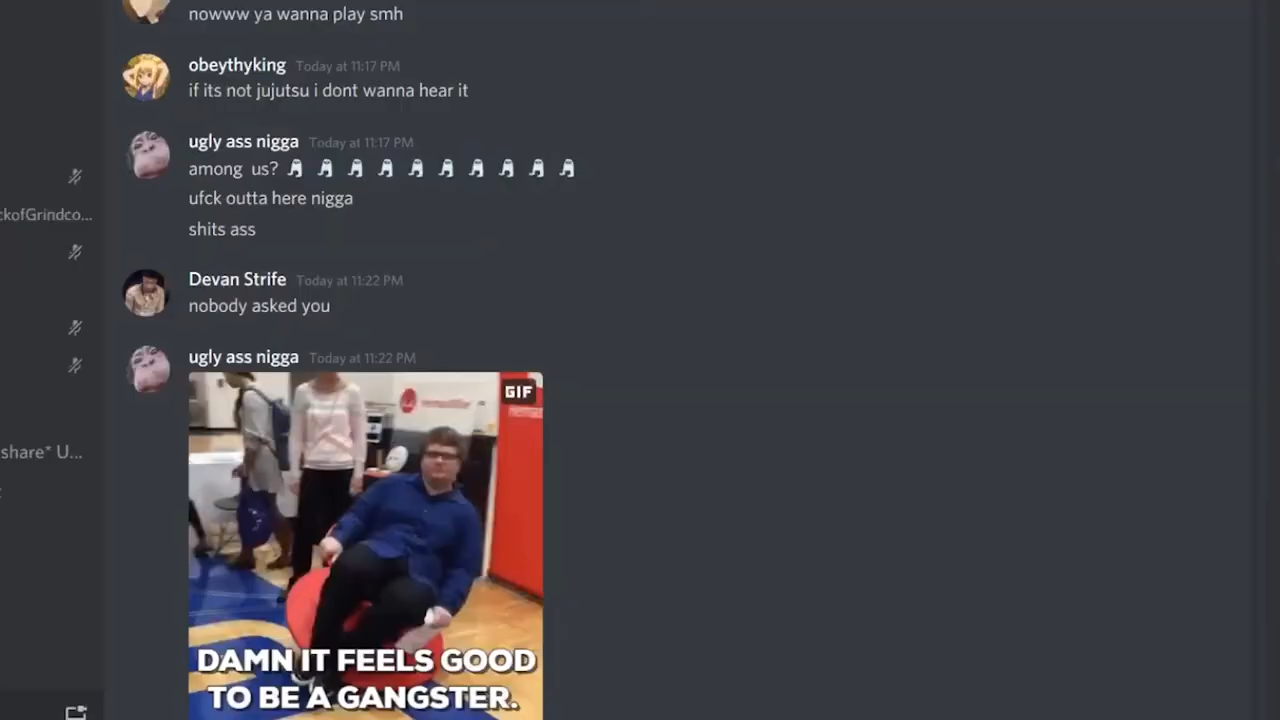 nowww ya wanna play smh
obeythyking Today at 11:17 PM
if its not jujutsu i dont wanna hear it
ugly ass nigga Today at 11:17 PM
among us?
ufck outta here nigga
ckofGrindco...
shits ass
Devan Strife Today at 11:22 PM
nobody asked you
ugly ass nigga Today at 11:22 PM
GIF
share* U...
DAMN IT FEELS GOOD
TO BE A GANGSTER.